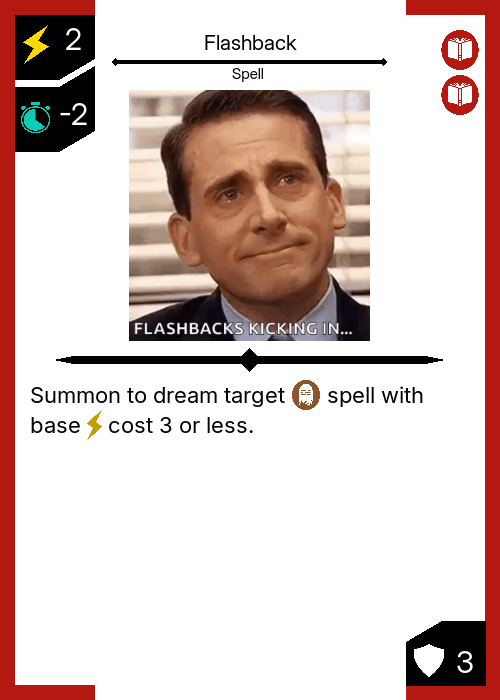 2
Flashback
Spell
-2
FLASHBACKS KICKING IN...
Summon to dream target spell with
base cost 3 or less.
3